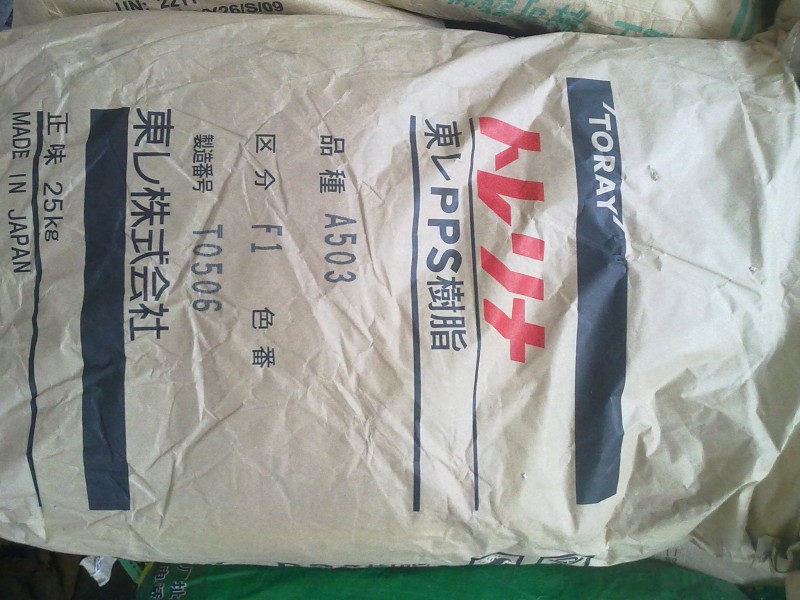 TORAY
トレリナ
東レPPS樹脂
品種 A503
区分 F1 色番
製造番号 T0506
東レ株式会社
正味 25kg
MADE IN JAPAN